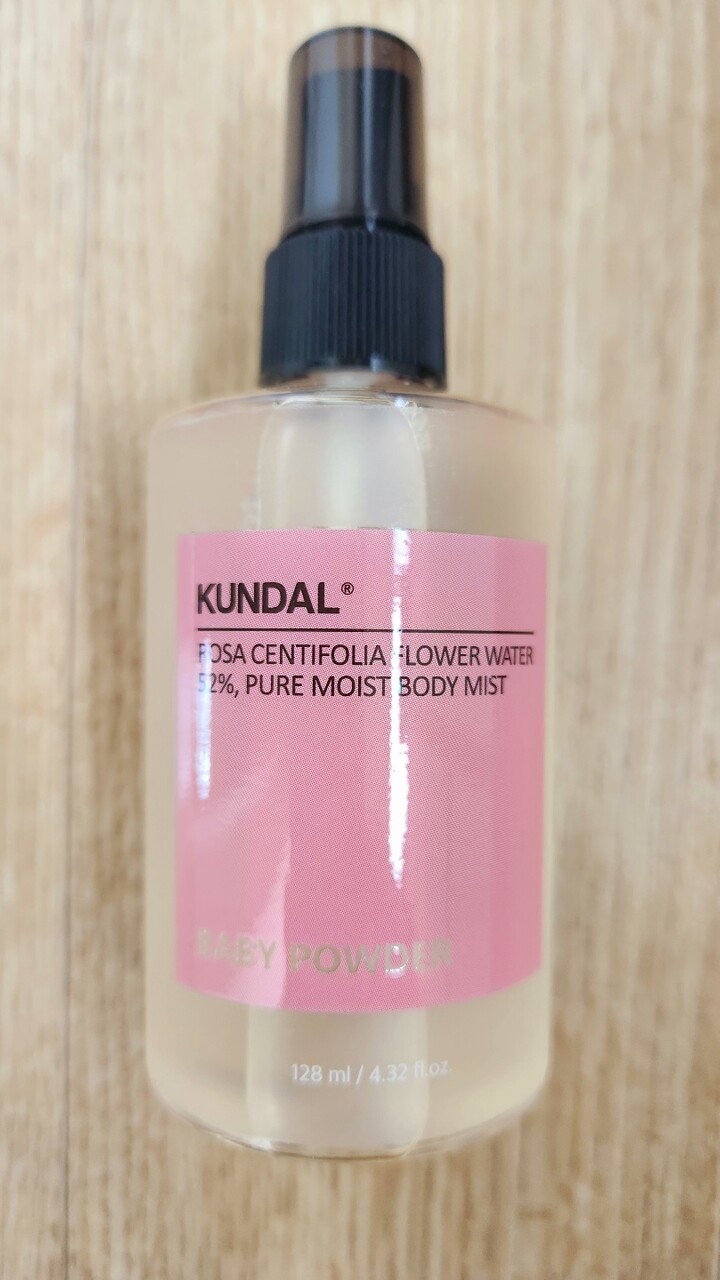 KUNDAL®
ROSA CENTIFOLIA FLOWER WATER
52%, PURE MOIST BODY MIST
BABY POWDER
128 ml / 4.32 fl.oz.